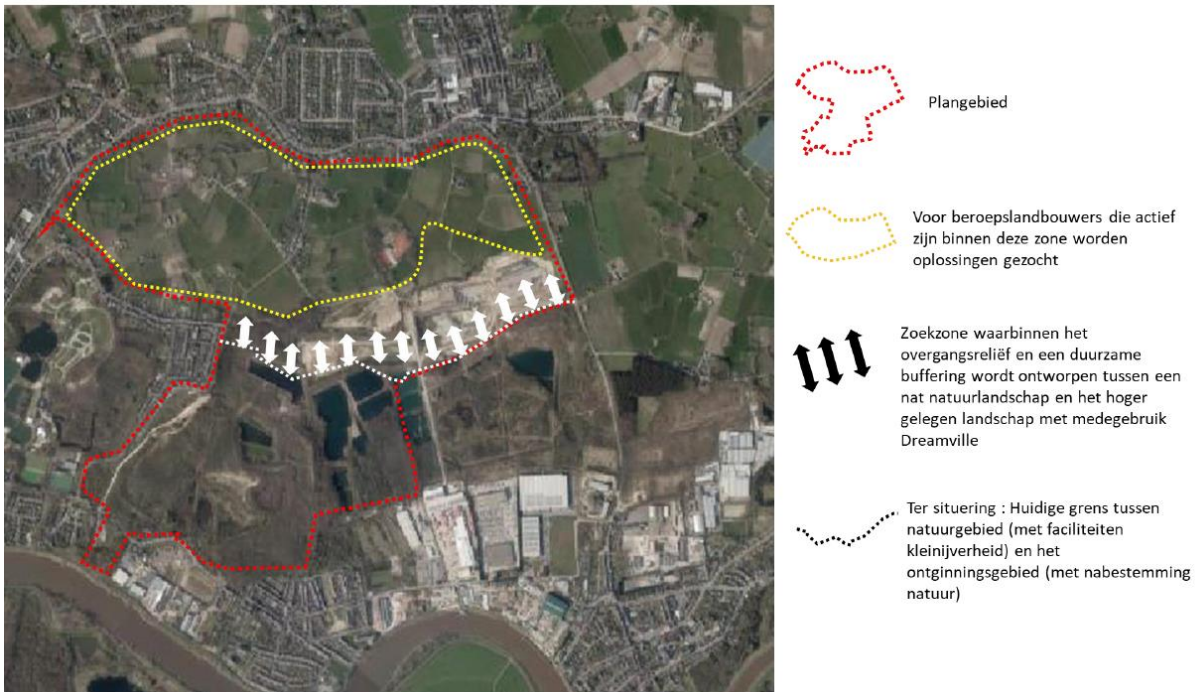 Plangebied
Voor beroepslandbouwers die actief
zijn binnen deze zone worden
oplossingen gezocht
Zoekzone waarbinnen het
overgangsreliëf en een duurzame
buffering wordt ontworpen tussen een
nat natuurlandschap en het hoger
gelegen landschap met medegebruik
Dreamville
Ter situering : Huidige grens tussen
natuurgebied (met faciliteiten
kleinijverheid) en het
ontginningsgebied (met nabestemming
natuur)